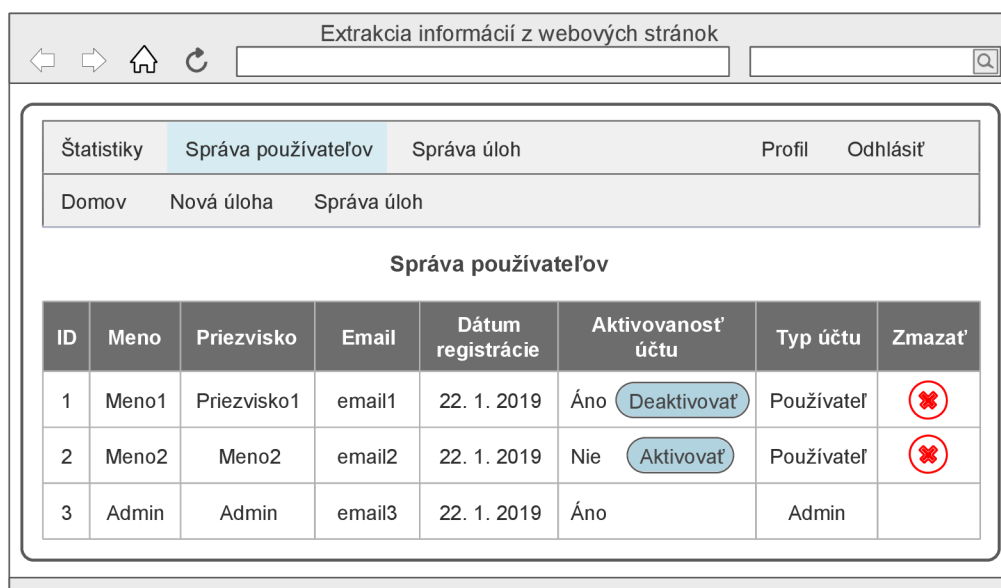 Extrakcia informácií z webových stránok
Štatistiky Správa používateľov Správa úloh Profil Odhlásiť
Domov Nová úloha Správa úloh
Správa používateľov
ID Meno Priezvisko Email Dátum registrácie Aktivovanosť účtu Typ účtu Zmazať
1 Meno1 Priezvisko1 email1 22. 1. 2019 Áno Deaktivovať Používateľ
2 Meno2 Meno2 email2 22. 1. 2019 Nie Aktivovať Používateľ
3 Admin Admin email3 22. 1. 2019 Áno Admin